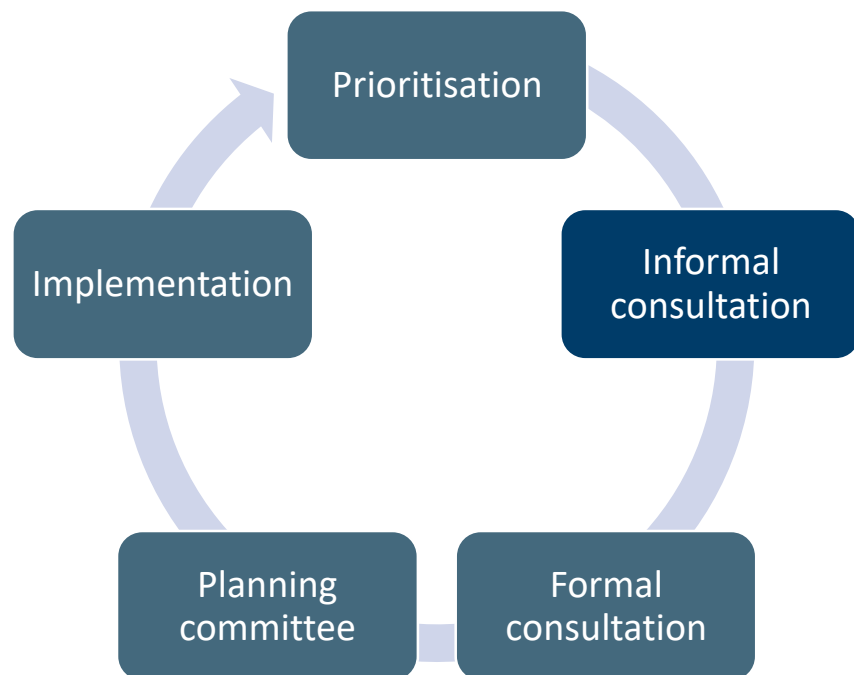 Prioritisation
Informal
consultation
Formal
consultation
Planning
committee
Implementation